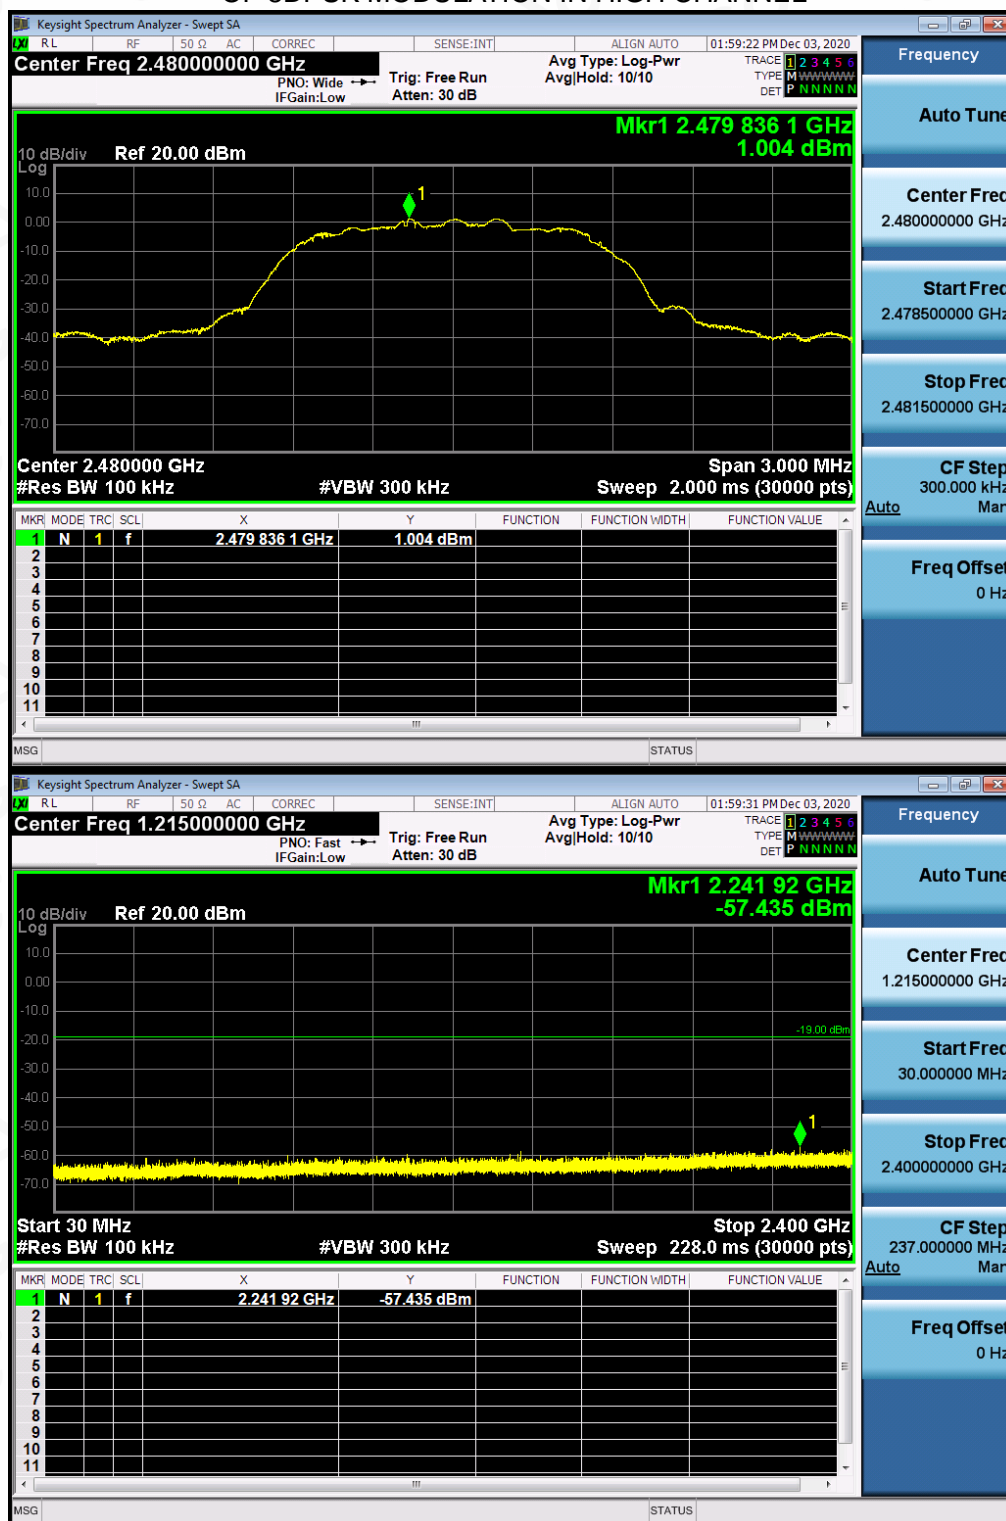 OF 8DPSK MODULATION IN HIGH CHANNEL
Keysight Spectrum Analyzer - Swept SA
LXI RL RF 50 Ω AC CORREC SENSE:INT ALIGN AUTO 01:59:22 PM Dec 03, 2020
Center Freq 2.480000000 GHz
PNO: Wide
IFGain:Low
Trig: Free Run
Atten: 30 dB
Avg Type: Log-Pwr
Avg|Hold: 10/10
TRACE 1 2 3 4 5 6
TYPE M WWWWW
DET P N N N N N
Mkr1 2.479 836 1 GHz
1.004 dBm
10 dB/div Ref 20.00 dBm
Log
10.0
0.00
-10.0
-20.0
-30.0
-40.0
-50.0
-60.0
-70.0
1
Center 2.480000 GHz Span 3.000 MHz
#Res BW 100 kHz #VBW 300 kHz Sweep 2.000 ms (30000 pts)
MKR MODE TRC SCL X Y FUNCTION FUNCTION WIDTH FUNCTION VALUE
1 N 1 f 2.479 836 1 GHz 1.004 dBm
2
3
4
5
6
7
8
9
10
11
MSG STATUS
Frequency
Auto Tune
Center Freq
2.480000000 GHz
Start Freq
2.478500000 GHz
Stop Freq
2.481500000 GHz
CF Step
300.000 kHz
Auto Man
Freq Offset
0 Hz
Keysight Spectrum Analyzer - Swept SA
LXI RL RF 50 Ω AC CORREC SENSE:INT ALIGN AUTO 01:59:31 PM Dec 03, 2020
Center Freq 1.215000000 GHz
PNO: Fast
IFGain:Low
Trig: Free Run
Atten: 30 dB
Avg Type: Log-Pwr
Avg|Hold: 10/10
TRACE 1 2 3 4 5 6
TYPE M WWWWW
DET P N N N N N
Mkr1 2.241 92 GHz
-57.435 dBm
10 dB/div Ref 20.00 dBm
Log
10.0
0.00
-10.0
-20.0
-30.0
-40.0
-50.0
-60.0
-70.0
-19.00 dBm
1
Start 30 MHz Stop 2.400 GHz
#Res BW 100 kHz #VBW 300 kHz Sweep 228.0 ms (30000 pts)
MKR MODE TRC SCL X Y FUNCTION FUNCTION WIDTH FUNCTION VALUE
1 N 1 f 2.241 92 GHz -57.435 dBm
2
3
4
5
6
7
8
9
10
11
MSG STATUS
Frequency
Auto Tune
Center Freq
1.215000000 GHz
Start Freq
30.000000 MHz
Stop Freq
2.400000000 GHz
CF Step
237.000000 MHz
Auto Man
Freq Offset
0 Hz